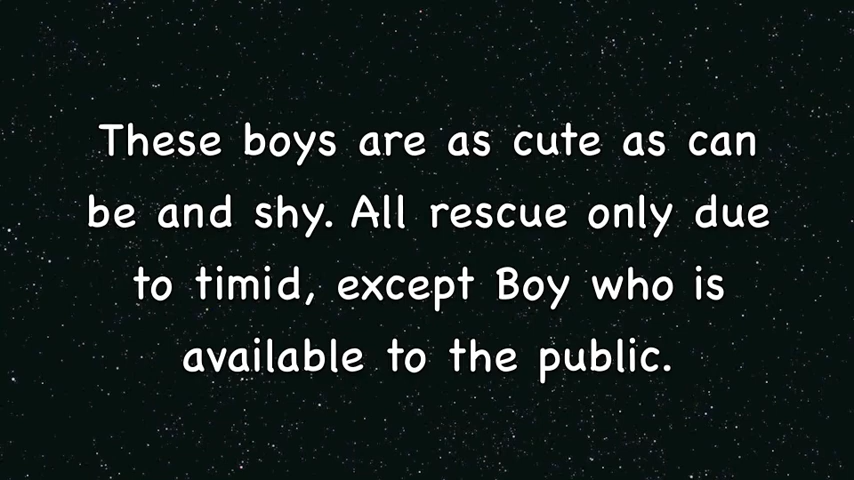 These boys are as cute as can
be and shy. All rescue only due
to timid, except Boy who is
available to the public.